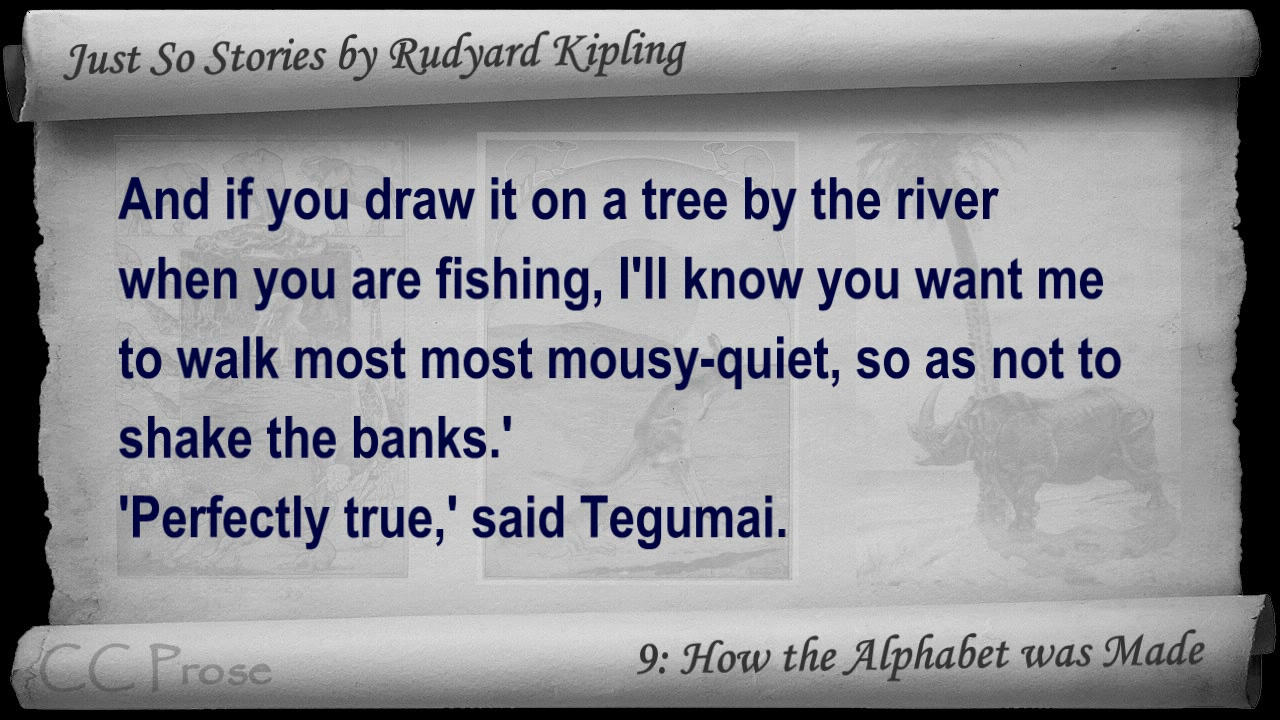 Just So Stories by Rudyard Kipling
And if you draw it on a tree by the river
when you are fishing, I'll know you want me
to walk most most mousy-quiet, so as not to
shake the banks.'
'Perfectly true,' said Tegumai.
CC Prose
9: How the Alphabet was Made